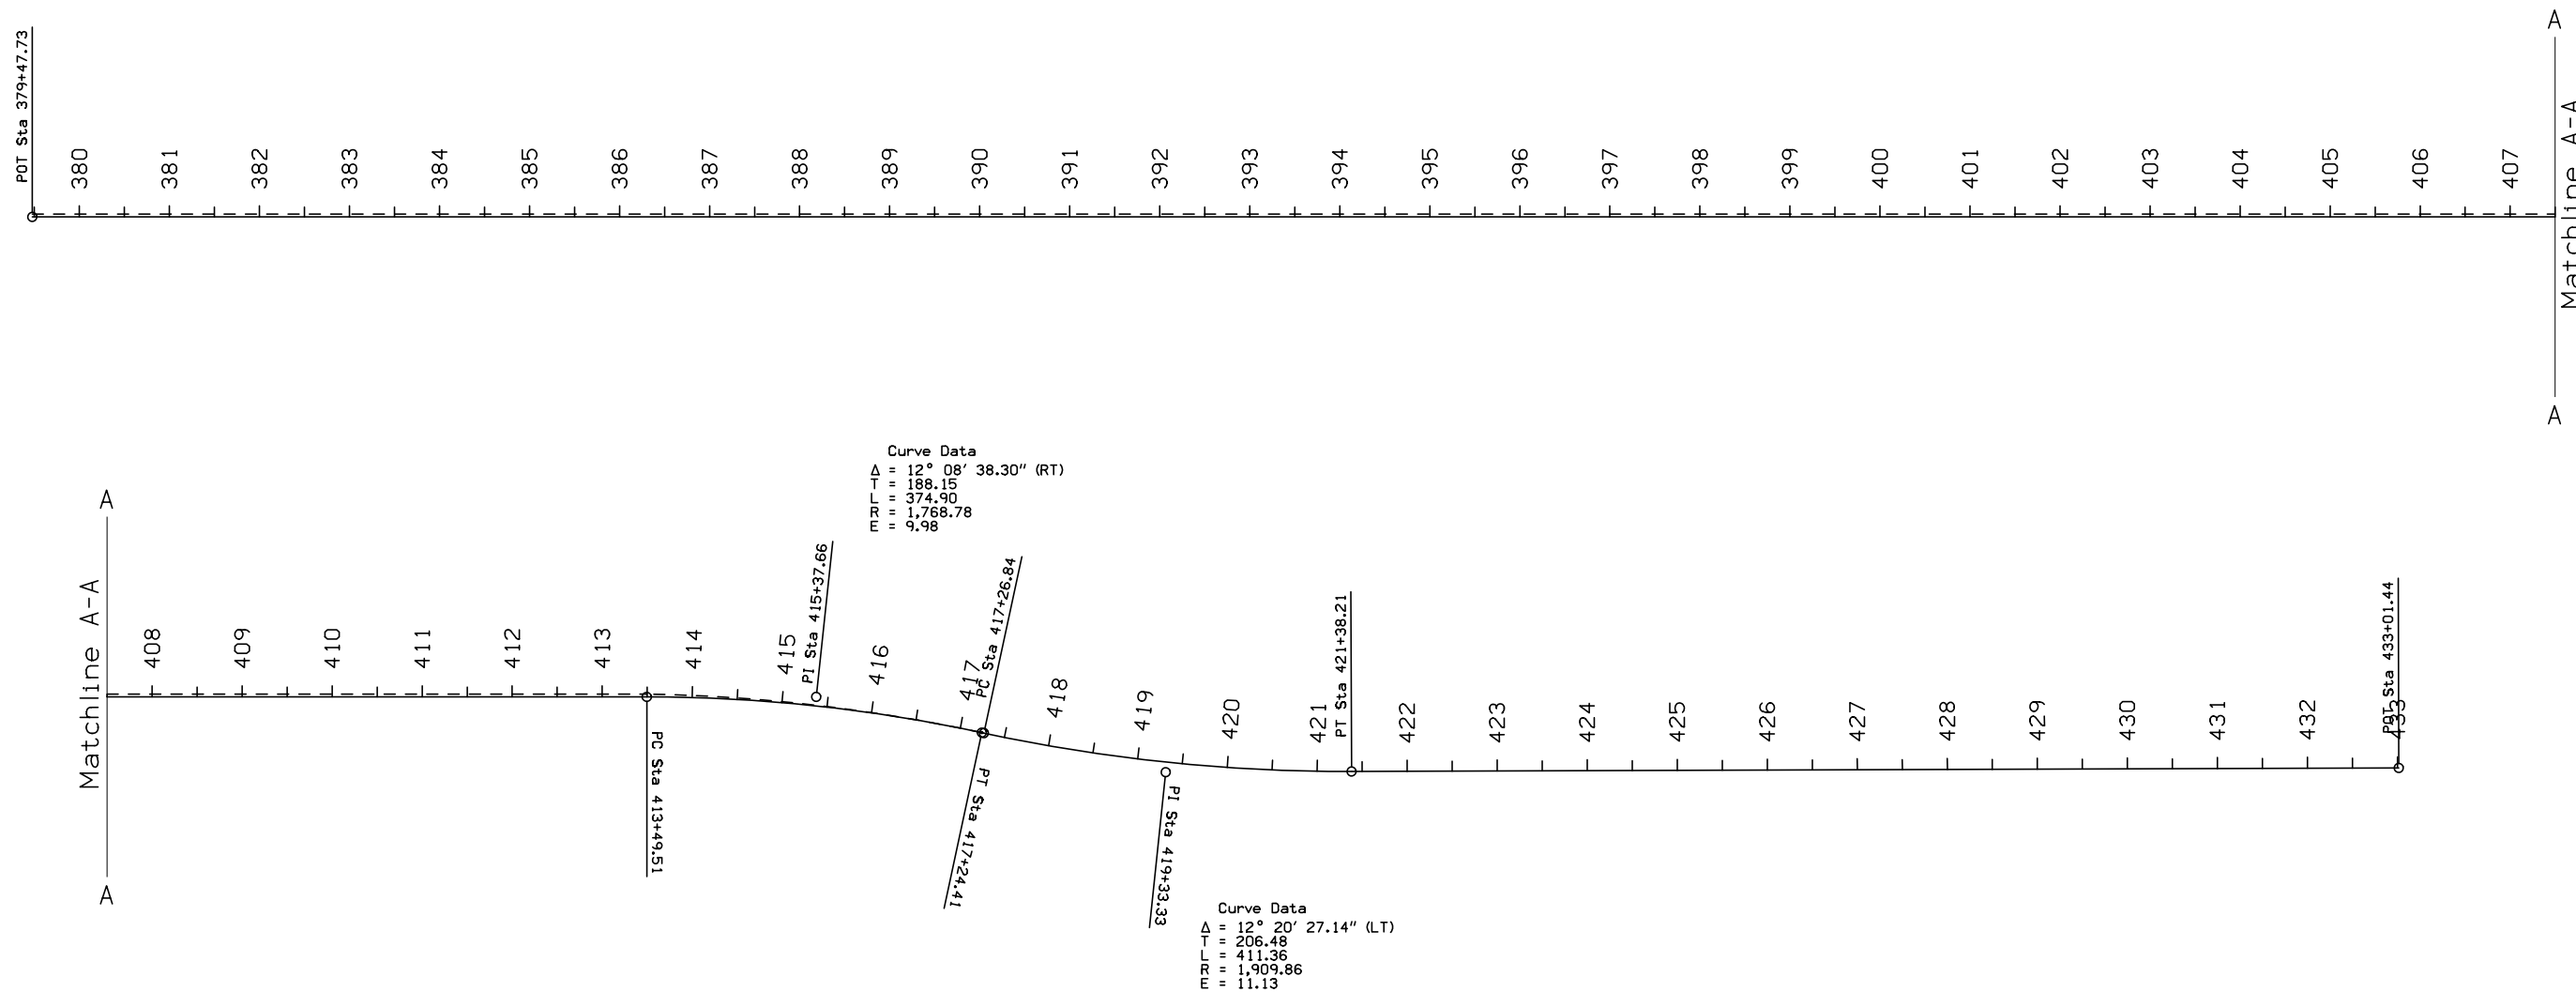 A
POT Sta 379+47.73
380 381 382 383 384 385 386 387 388 389 390 391 392 393 394 395 396 397 398 399 400 401 402 403 404 405 406 407
Matchline A-A
A
Curve Data
Δ = 12° 08′ 38.30″ (RT)
T = 188.15
L = 374.90
R = 1,768.78
E = 9.98
A
Matchline A-A
408 409 410 411 412 413 414 415 416 417 418 419 420 421 422 423 424 425 426 427 428 429 430 431 432 433
PI Sta 415+37.66
PC Sta 417+26.84
PT Sta 421+38.21
POT Sta 433+01.44
PC Sta 413+49.51
PT Sta 417+24.41
PI Sta 419+33.33
A
Curve Data
Δ = 12° 20′ 27.14″ (LT)
T = 206.48
L = 411.36
R = 1,909.86
E = 11.13